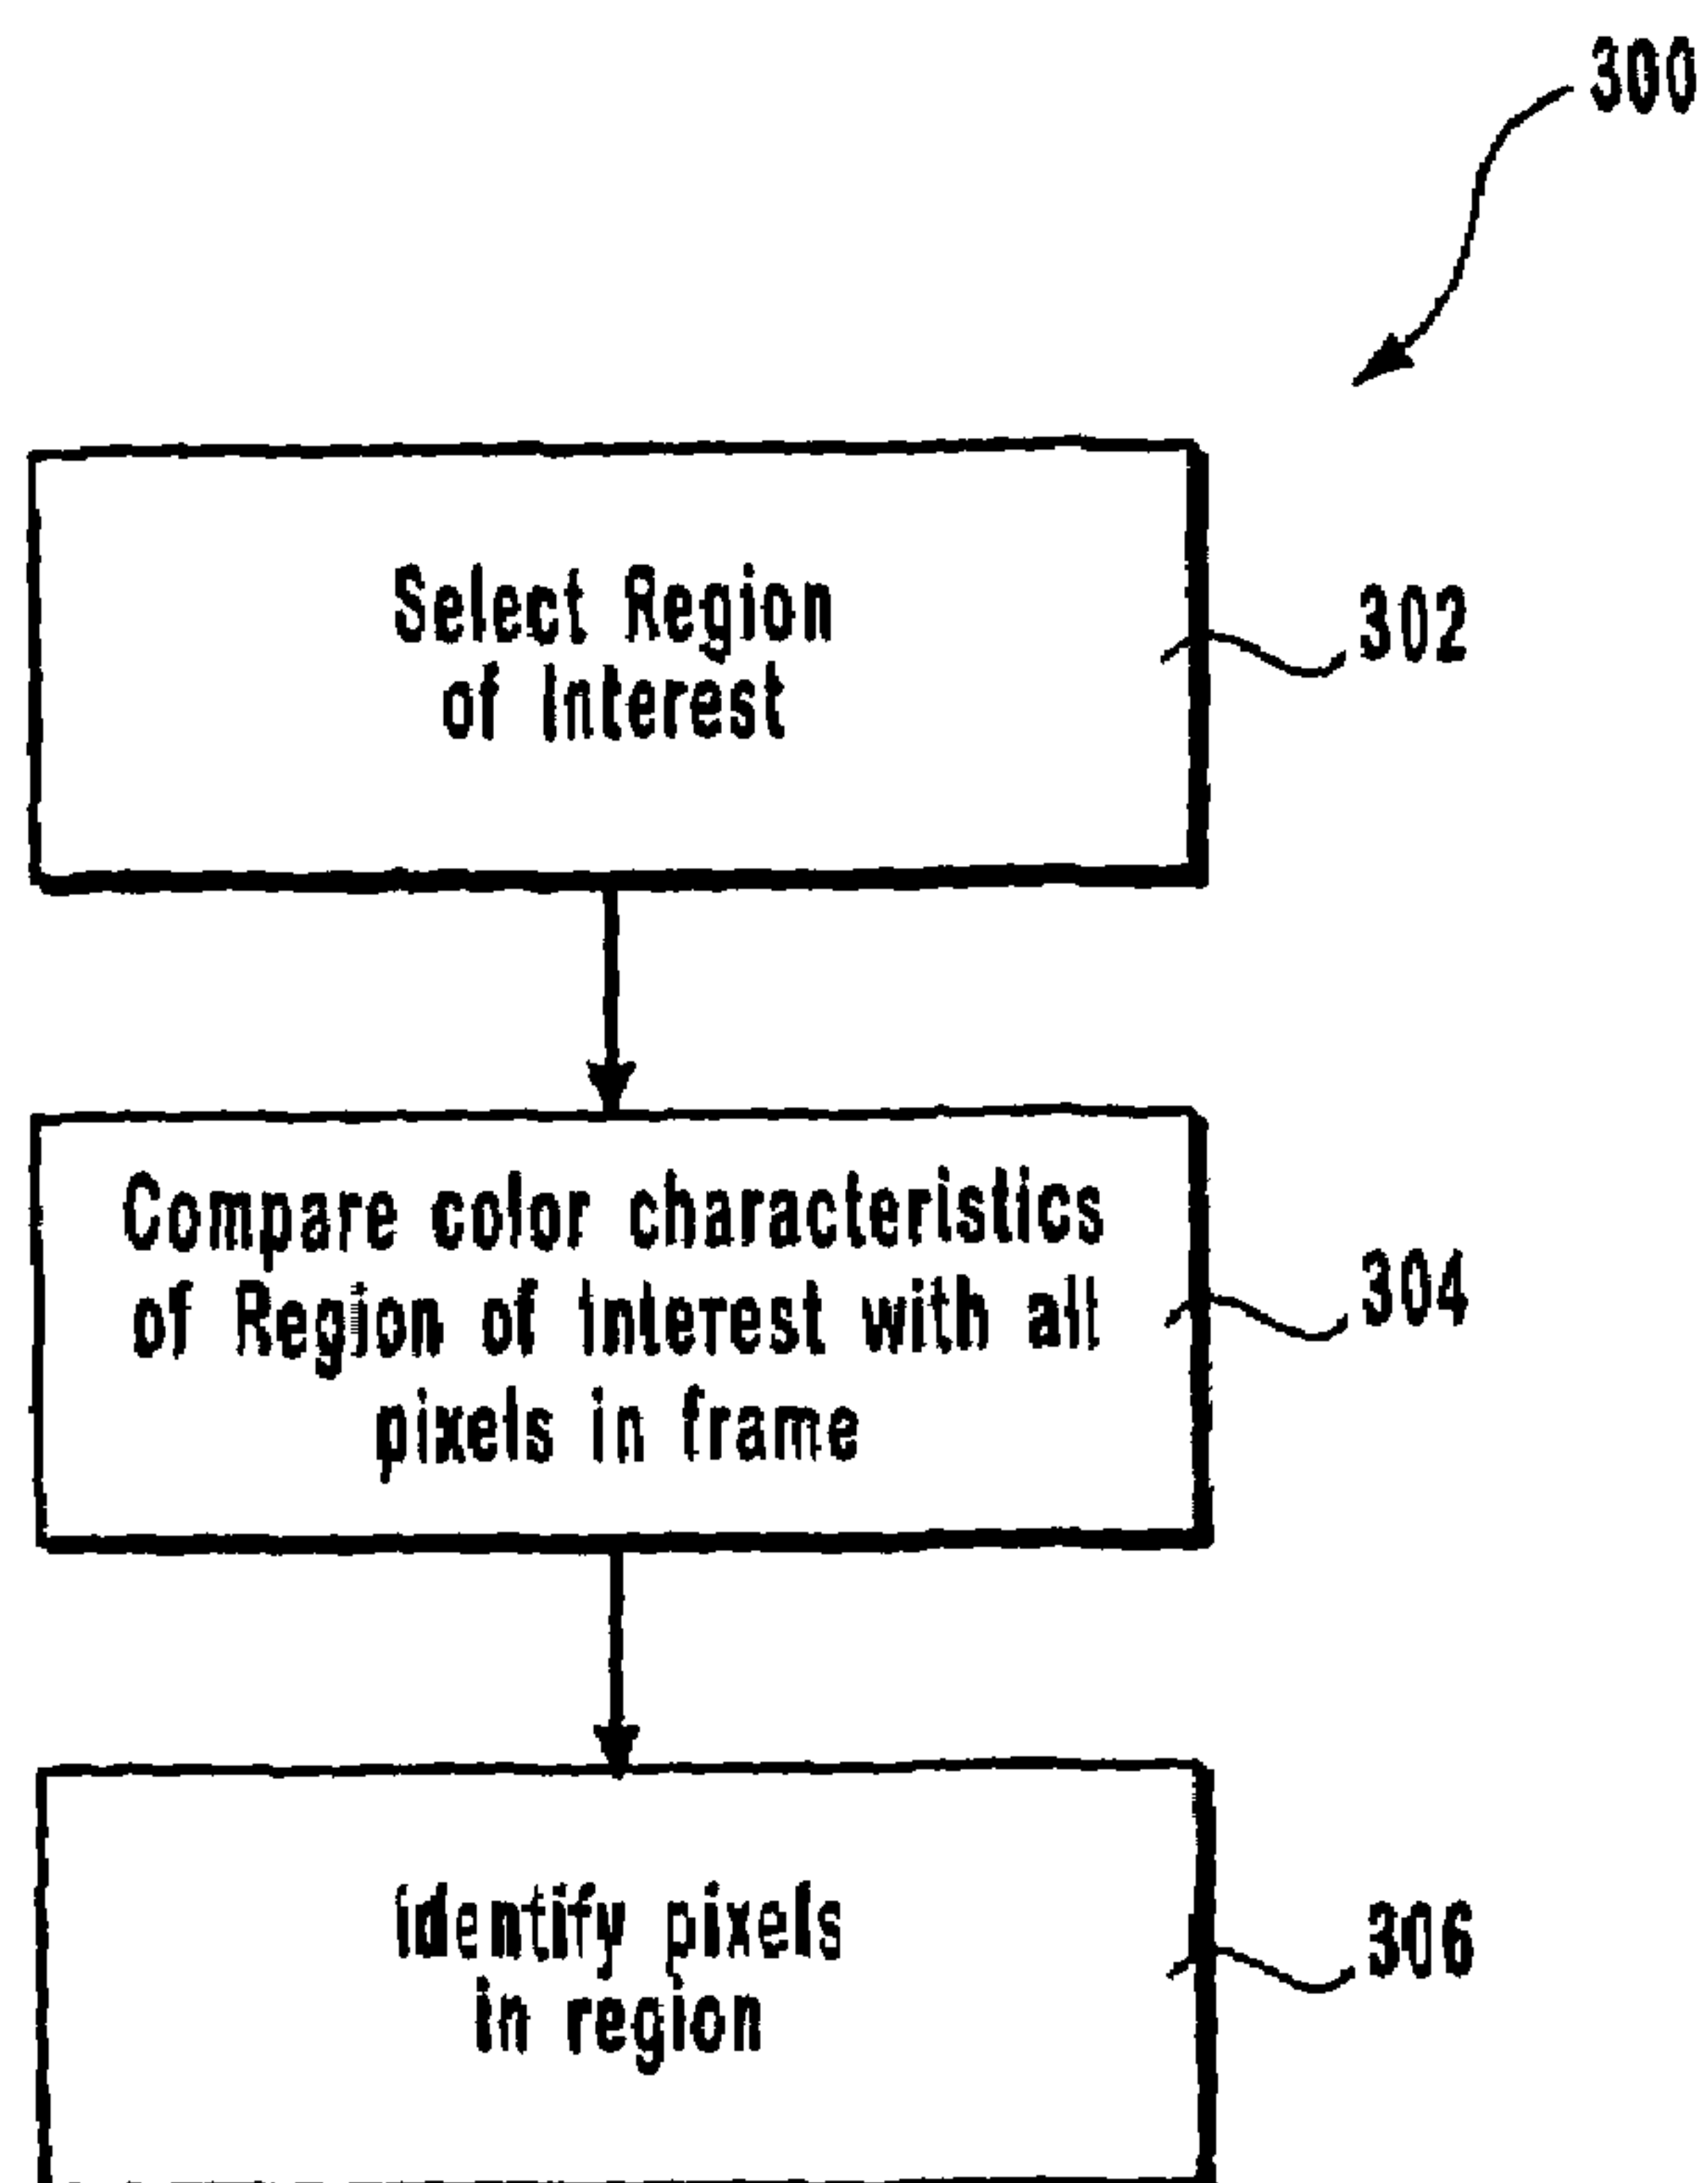 300
Select Region
of Interest
302
Compare color characteristics
of Region of Interest with all
pixels in frame
304
Identify pixels
in region
306